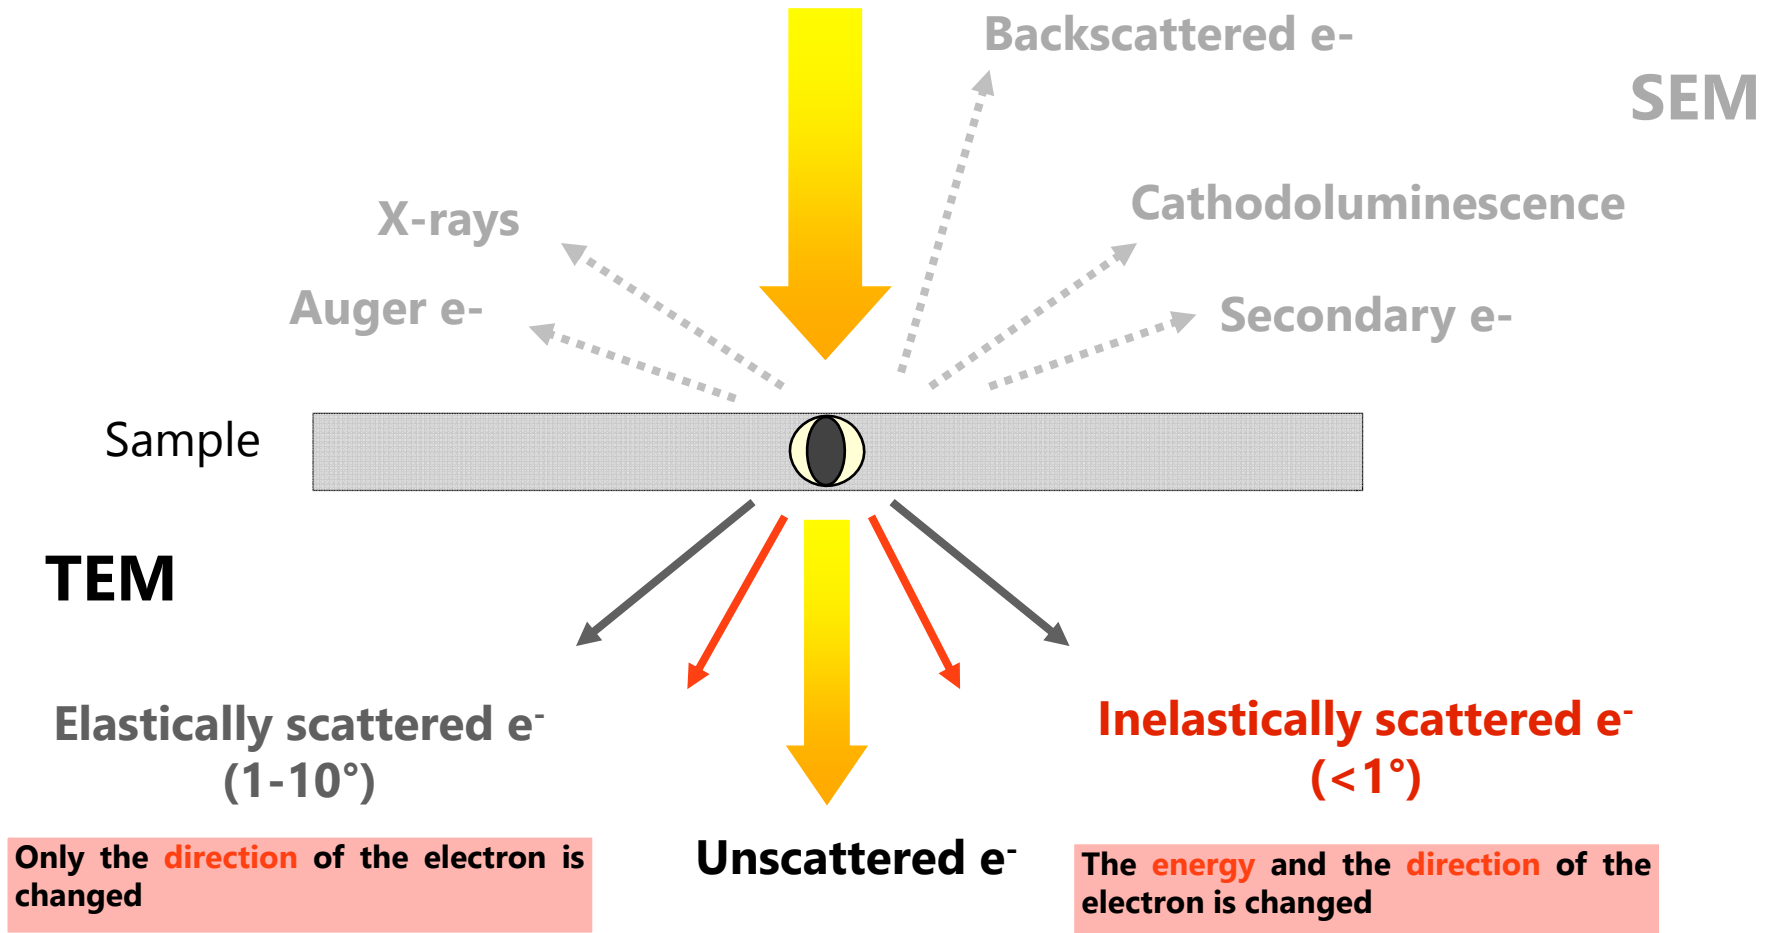 Backscattered e-
SEM
Cathodoluminescence
X-rays
Auger e-
Secondary e-
Sample
TEM
Elastically scattered e-
(1-10°)
Inelastically scattered e-
(<1°)
Unscattered e-
Only the direction of the electron is
changed
The energy and the direction of the
electron is changed